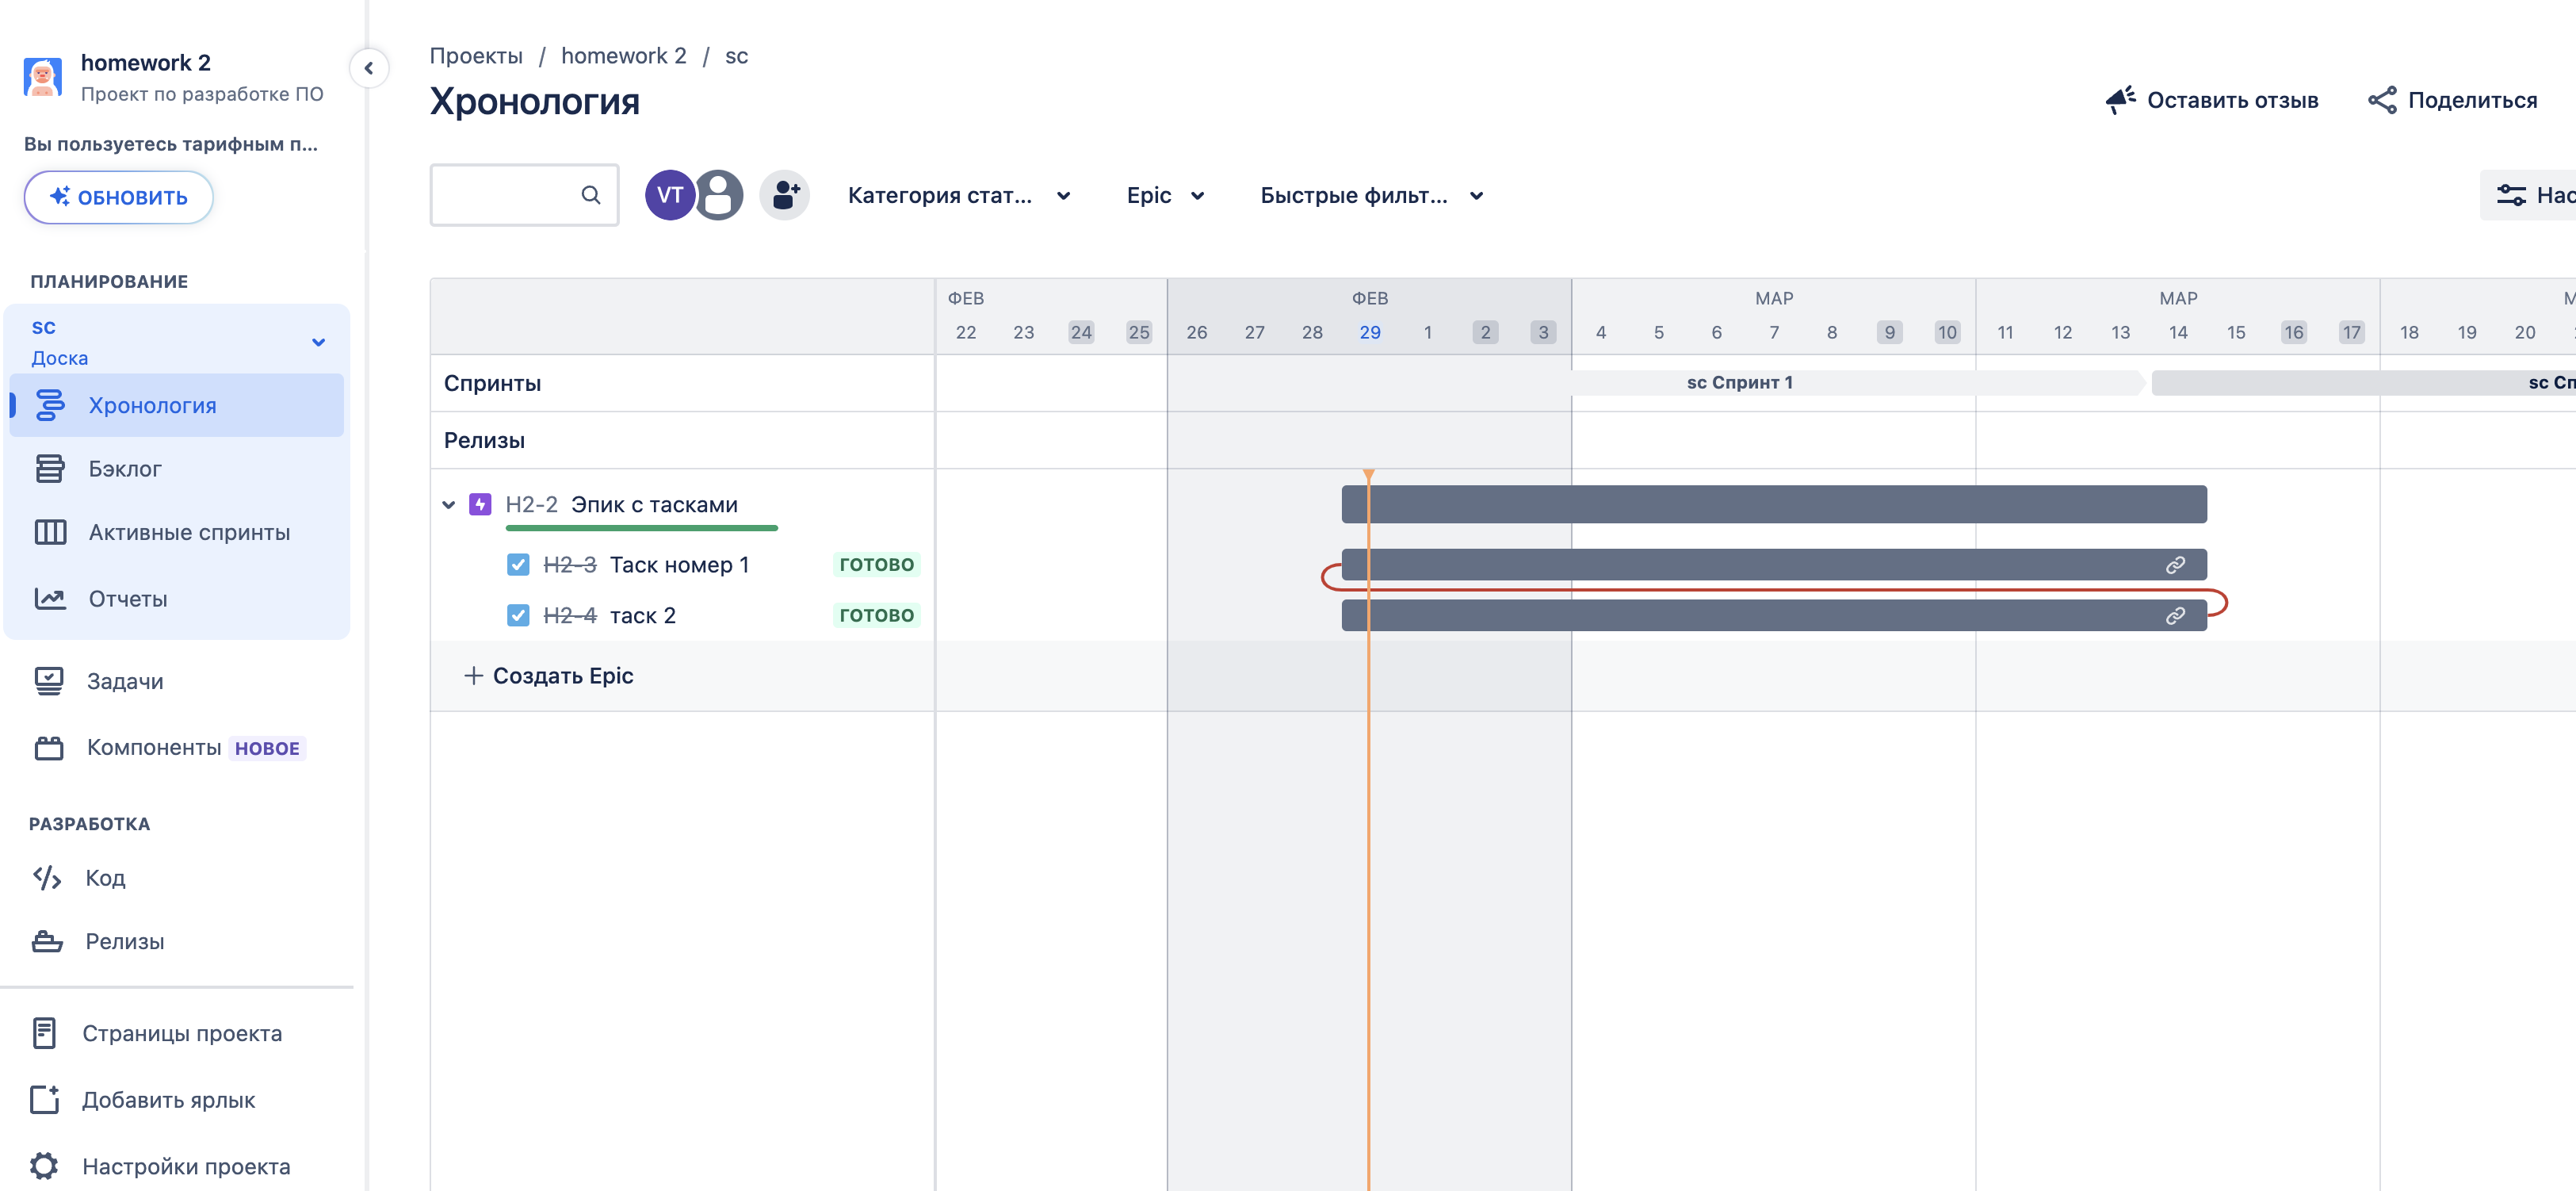 homework 2
Проект по разработке ПО
Вы пользуетесь тарифным п...
ОБНОВИТЬ
ПЛАНИРОВАНИЕ
sc
Доска
Хронология
Бэклог
Активные спринты
Отчеты
Задачи
Компоненты НОВОЕ
РАЗРАБОТКА
Код
Релизы
Страницы проекта
Добавить ярлык
Настройки проекта
Проекты / homework 2 / sc
Хронология
Оставить отзыв Поделиться
VT Категория стат... Epic Быстрые фильт... Нас
ФЕВ ФЕВ МАР МАР М
22 23 24 25 26 27 28 29 1 2 3 4 5 6 7 8 9 10 11 12 13 14 15 16 17 18 19 20
Спринты sc Спринт 1 sc Сп
Релизы
H2-2 Эпик с тасками
H2-3 Таск номер 1 ГОТОВО
H2-4 таск 2 ГОТОВО
+ Создать Epic